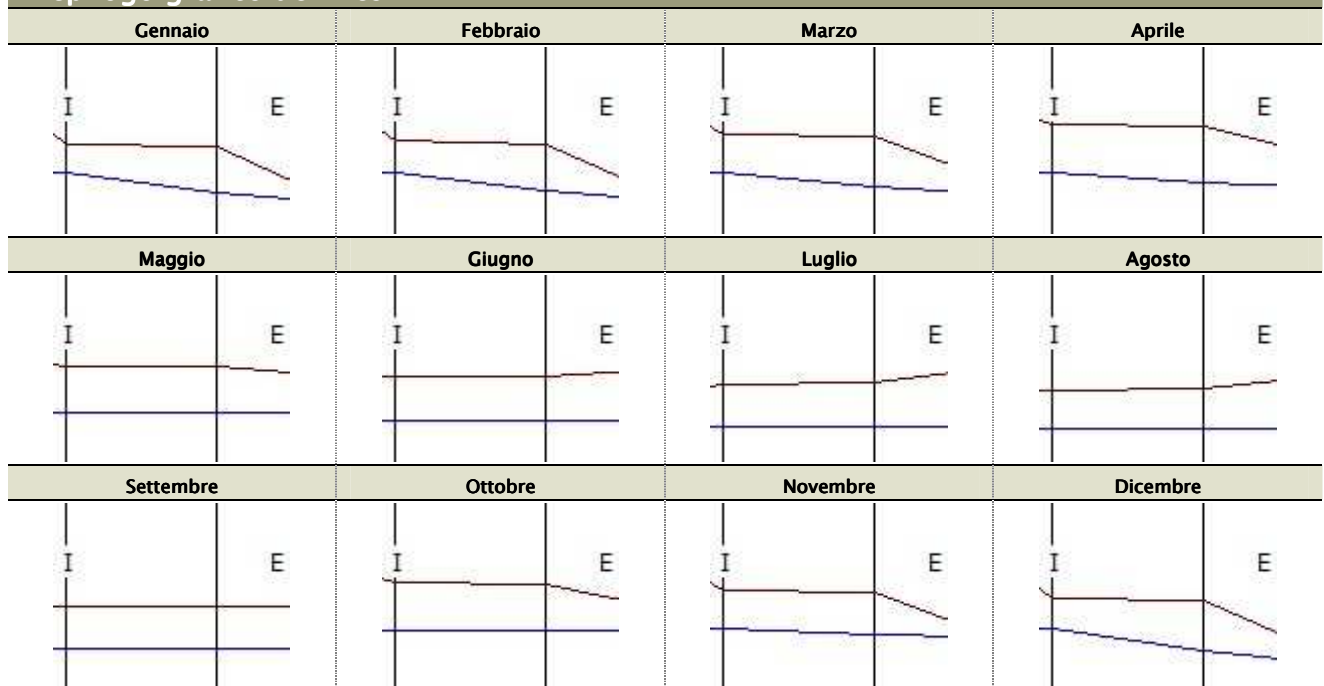 Gennaio Febbraio Marzo Aprile
I E I E I E I E
Maggio Giugno Luglio Agosto
I E I E I E I E
Settembre Ottobre Novembre Dicembre
I E I E I E I E